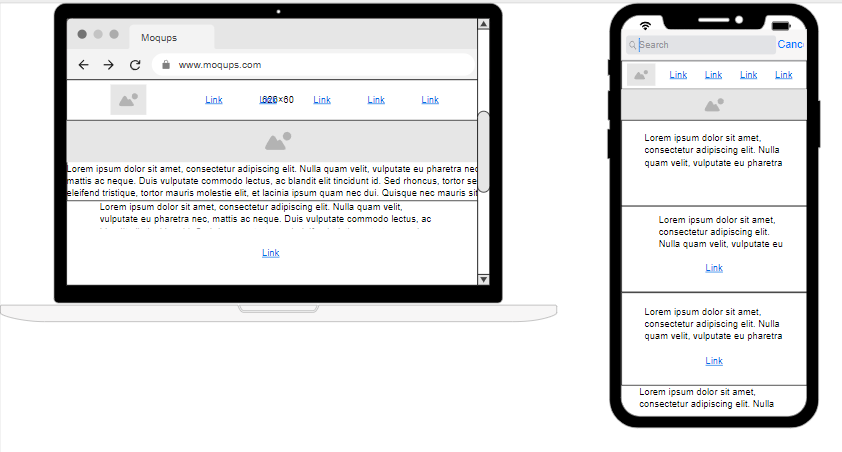 Moqups
www.moqups.com
Link
Link
620×60
Link
Link
Link
Lorem ipsum dolor sit amet, consectetur adipiscing elit. Nulla quam velit, vulputate eu pharetra nec
mattis ac neque. Duis vulputate commodo lectus, ac blandit elit tincidunt id. Sed rhoncus, tortor se
eleifend tristique, tortor mauris molestie elit, et lacinia ipsum quam nec dui. Quisque nec mauris sit
Lorem ipsum dolor sit amet, consectetur adipiscing elit. Nulla quam velit,
vulputate eu pharetra nec, mattis ac neque. Duis vulputate commodo lectus, ac
Link
Search
Canc
Link
Link
Link
Link
Lorem ipsum dolor sit amet,
consectetur adipiscing elit. Nulla
quam velit, vulputate eu pharetra
Lorem ipsum dolor sit amet,
consectetur adipiscing elit.
Nulla quam velit, vulputate eu
Link
Lorem ipsum dolor sit amet,
consectetur adipiscing elit. Nulla
quam velit, vulputate eu pharetra
Link
Lorem ipsum dolor sit amet,
consectetur adipiscing elit. Nulla